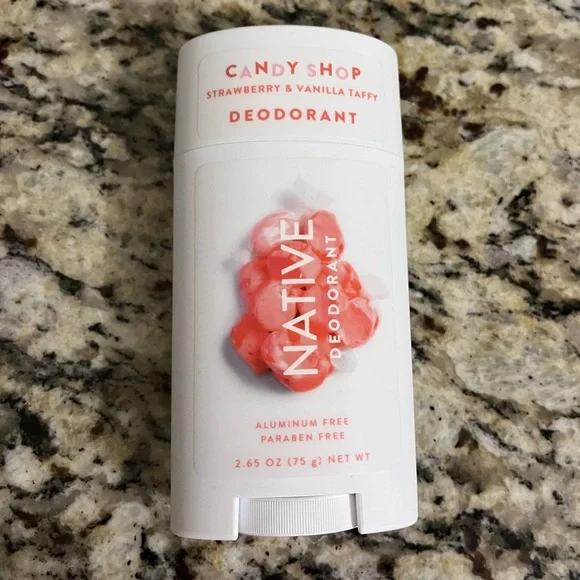 CANDY SHOP
STRAWBERRY & VANILLA TAFFY
DEODORANT
NATIVE
DEODORANT
ALUMINUM FREE
PARABEN FREE
2.65 OZ (75 g) NET WT